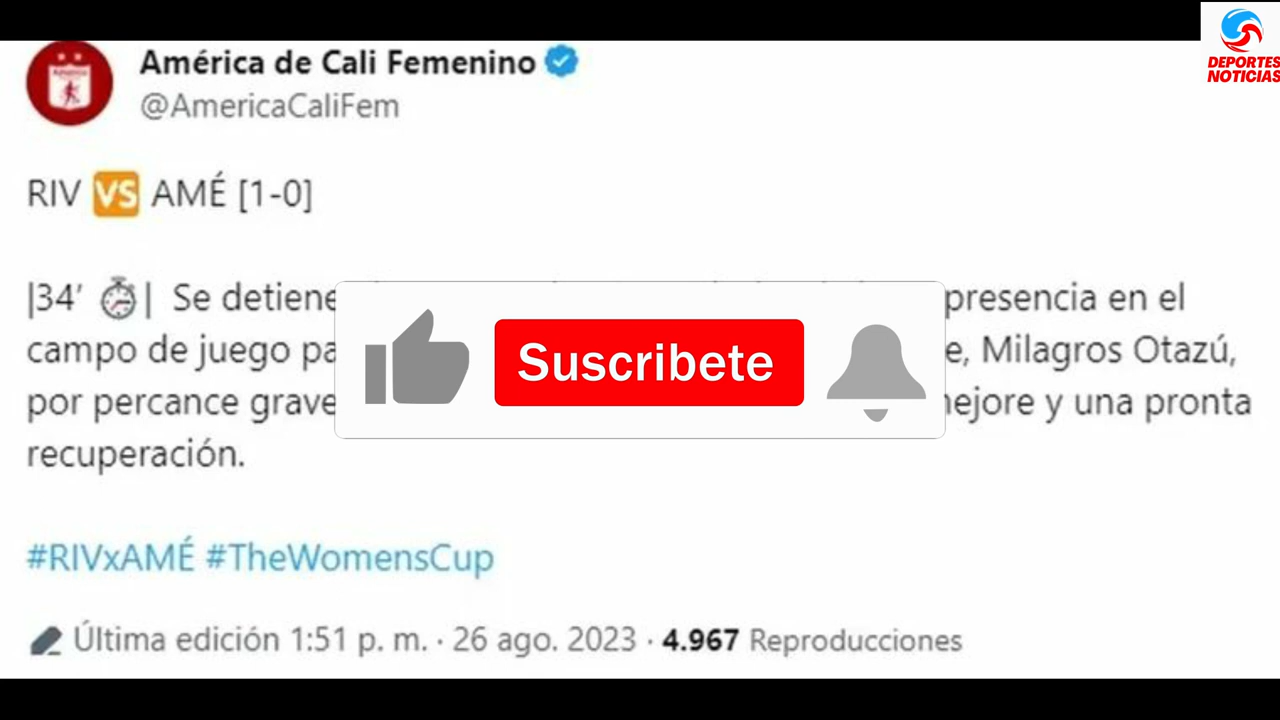 América de Cali Femenino
@AmericaCaliFem
DEPORTES
NOTICIAS
RIV VS AMÉ [1-0]
|34' | Se detiene presencia en el
campo de juego Milagros Otazú,
por percance grave y una pronta
recuperación.
Suscribete
#RIVxAMÉ #TheWomensCup
Última edición 1:51 p. m. · 26 ago. 2023 · 4.967 Reproducciones